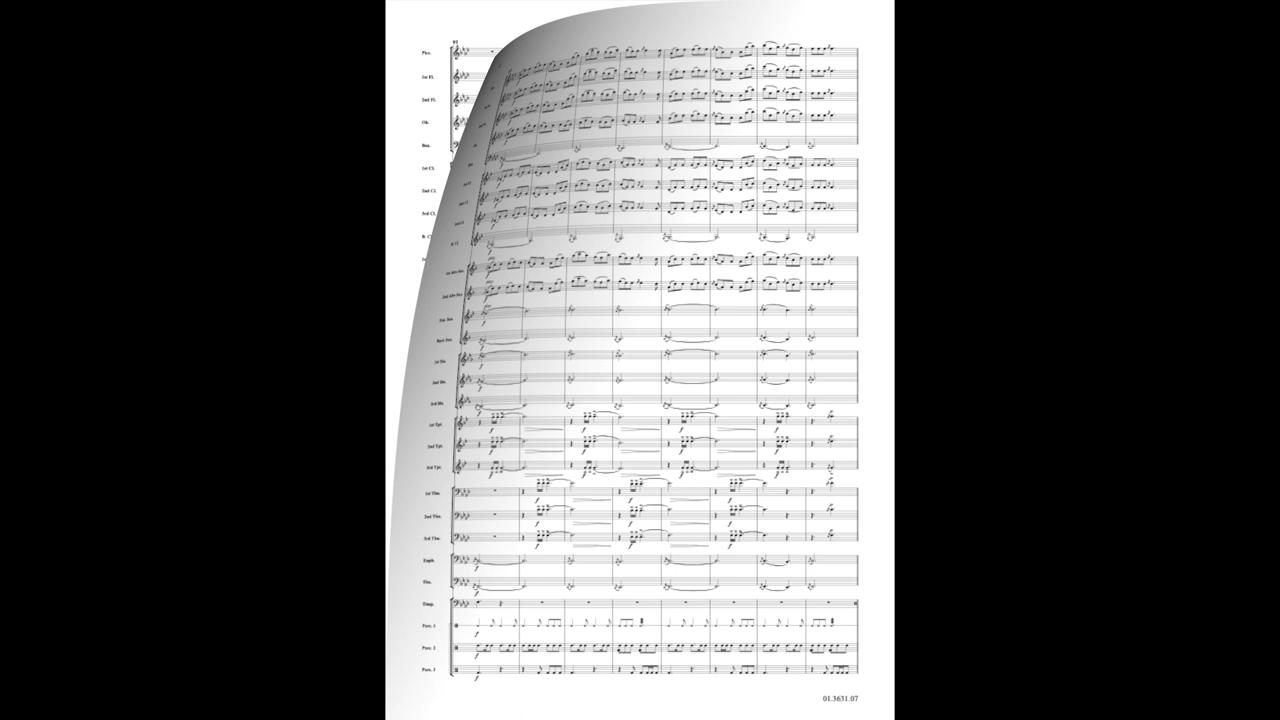 97
Picc.
1st Fl.
2nd Fl.
Ob.
Bsn.
1st Cl.
2nd Cl.
3rd Cl.
B. Cl
1st Alto Sax.
2nd Alto Sax.
Ten. Sax.
Bari. Sax.
1st Hn.
2nd Hn.
3rd Hn.
1st Tpt.
2nd Tpt.
3rd Tpt.
1st Tbn.
2nd Tbn.
3rd Tbn.
Euph.
Tba.
Timp.
Perc. 1
Perc. 2
Perc. 3
01.3631.07